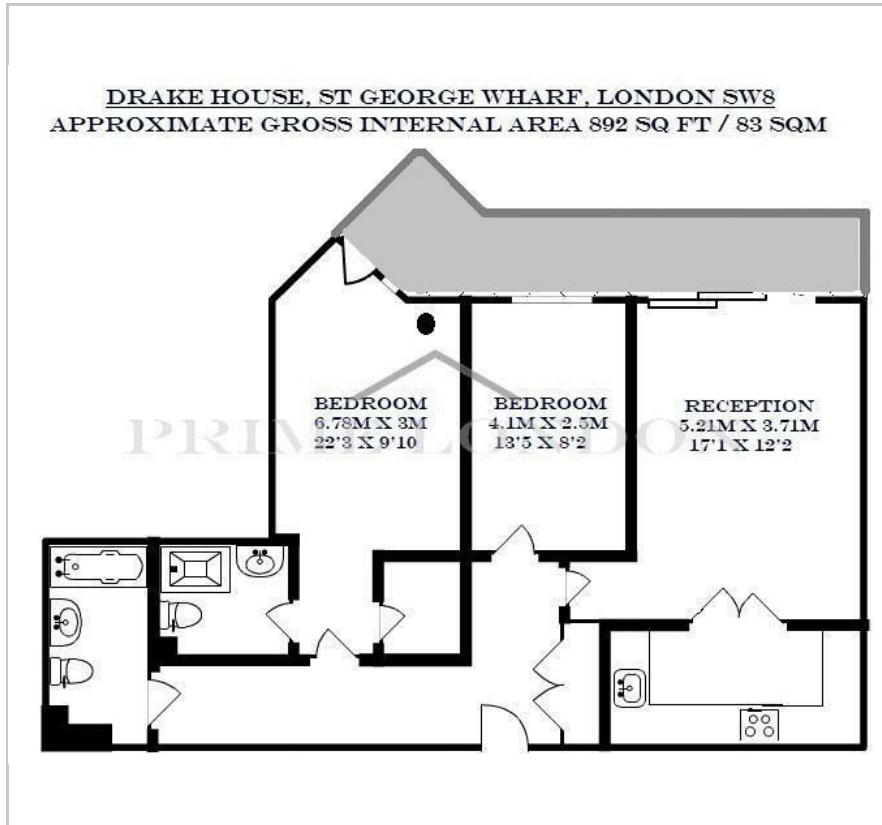 DRAKE HOUSE, ST GEORGE WHARF, LONDON SW8
APPROXIMATE GROSS INTERNAL AREA 892 SQ FT / 83 SQM
BEDROOM
6.78M X 3M
22'3 X 9'10
BEDROOM
4.1M X 2.5M
13'5 X 8'2
RECEPTION
5.21M X 3.71M
17'1 X 12'2
PRIME LONDON